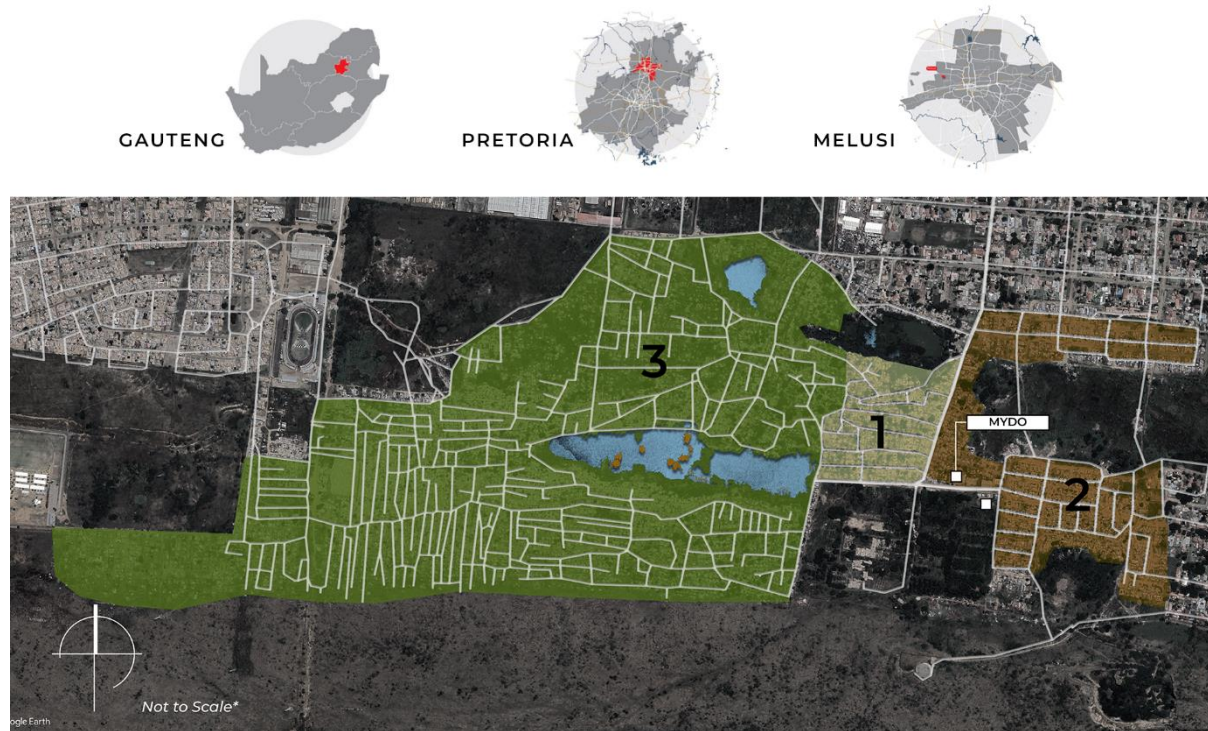 GAUTENG
PRETORIA
MELUSI
3
1
MYDO
2
Not to Scale*
ogle Earth